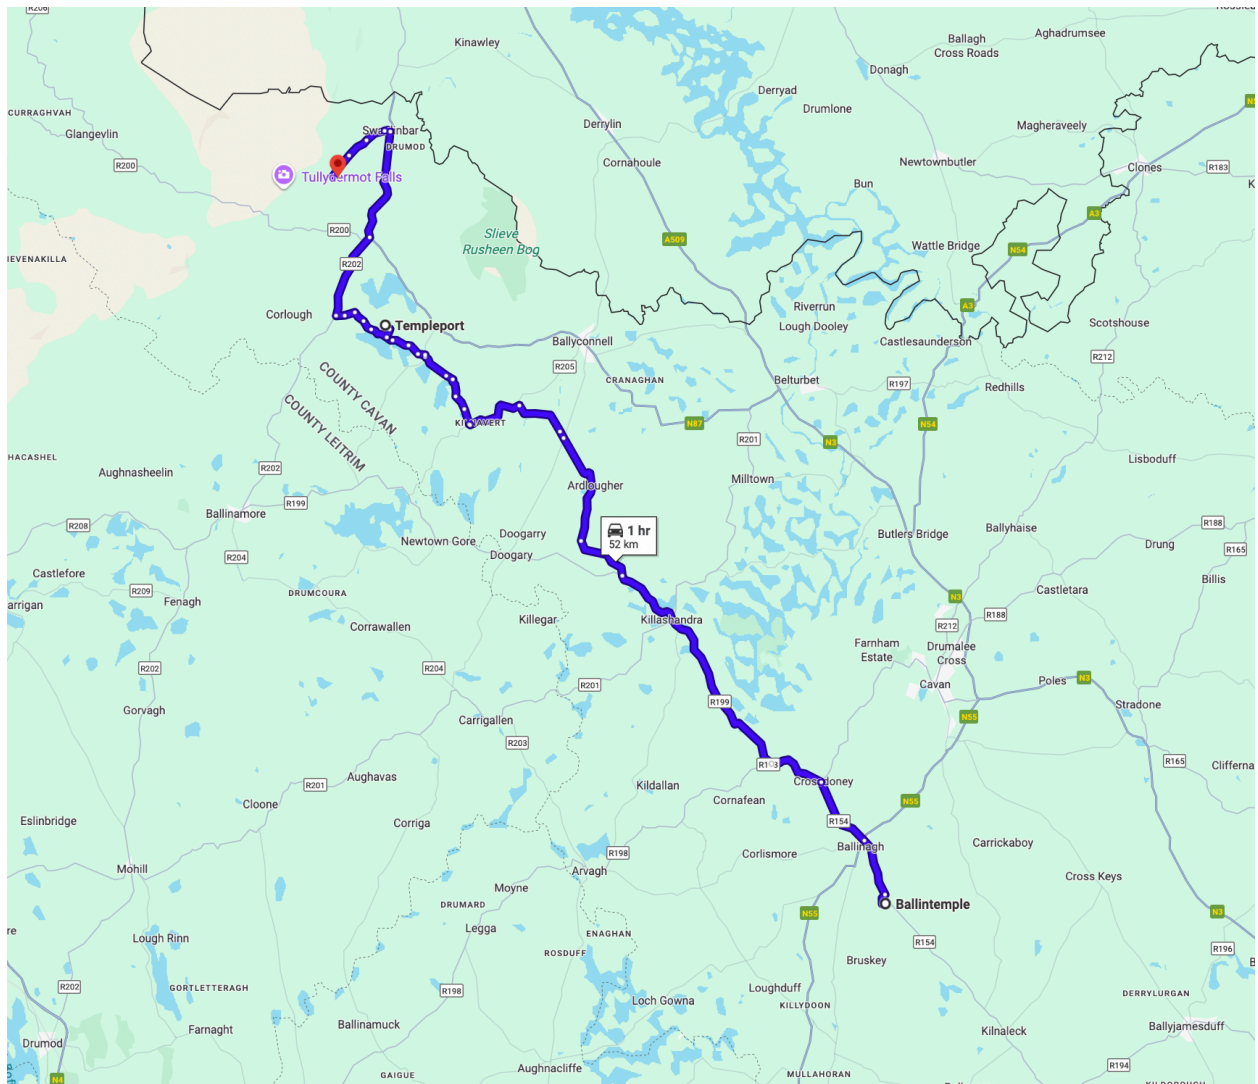 R206
Kinawley
Aghadrumsee
Ballagh
Cross Roads
Donagh
Derryad
Drumlone
CURRAGHVAH
Glangevlin
Swanlinbar
DRUMOD
Derrylin
Magheraveely
R200
Cornahoule
Newtownbutler
Clones
R183
Tullydermot Falls
Bun
A3
R200
Slieve
Rusheen Bog
A509
Wattle Bridge
N54
IEVENAKILLA
R202
Corlough
Templeport
Riverrun
Lough Dooley
A3
Scotshouse
Ballyconnell
Castlesaunderson
R212
COUNTY CAVAN
COUNTY LEITRIM
R205
CRANAGHAN
Belturbet
R197
Redhills
N87
R201
N3
N54
HACASHEL
Aughnasheelin
R202
Lisboduff
R199
Ardlougher
Milltown
Ballinamore
R208
Newtown Gore
Doogarry
1 hr
52 km
Butlers Bridge
Ballyhaise
R188
Drung
R165
R204
Doogary
Castlefore
R209
DRUMCOURA
N3
Castletara
Billis
arrigan
Fenagh
Killegar
Killashandra
R188
R212
Corrawallen
Farnham
Estate
Drumalee
Cross
R202
R204
R201
Cavan
Poles
N3
R199
Stradone
Gorvagh
Carrigallen
N55
R203
R165
Cliferna
Aughavas
Kildallan
Crossdoney
R201
Cornafean
N55
Cloone
R154
Eslinbridge
Corriga
Ballinagh
Carrickaboy
R198
Corlismore
Mohill
Arvagh
Cross Keys
Moyne
DRUMARD
Ballintemple
N55
N3
Legga
ENAGHAN
R154
Lough Rinn
ROSDUFF
Bruskey
R196
R202
GORTLETTERAGH
R198
Loughduff
Loch Gowna
KILLYDOON
DERRYLURGAN
Farnaght
Ballinamuck
Kilnaleck
Ballyjamesduff
Drumod
N4
GAIGUE
Aughnacliffe
MULLAHORAN
R194